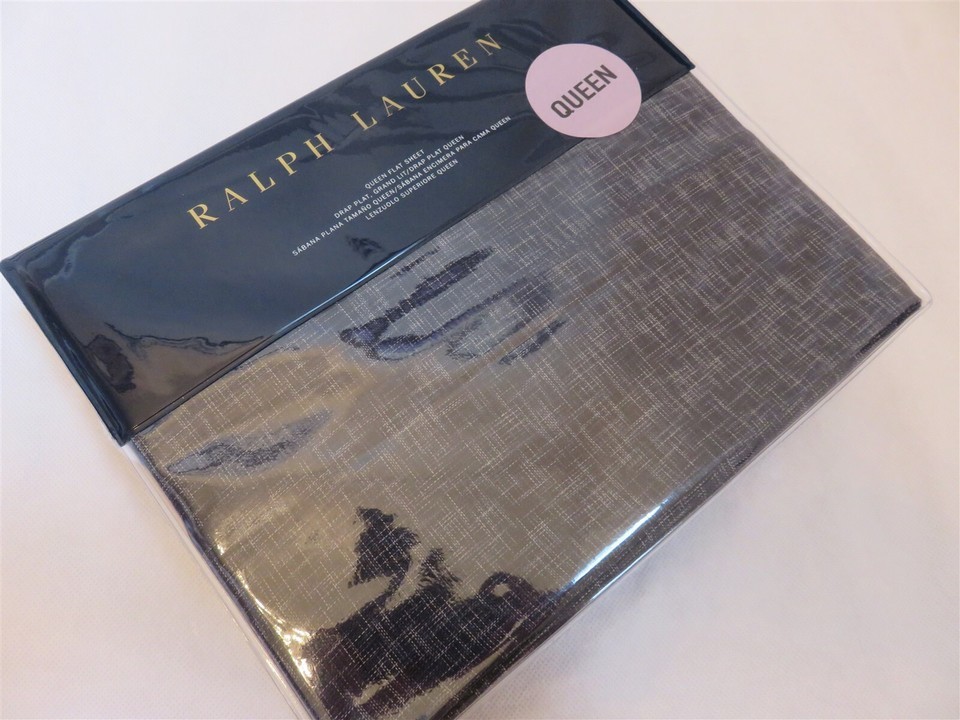 RALPH LAUREN
QUEEN
QUEEN FLAT SHEET
DRAP PLAT, GRAND LIT/DRAP PLAT QUEEN
SÁBANA PLANA TAMAÑO QUEEN/SÁBANA ENCIMERA PARA CAMA QUEEN
LENZUOLO SUPERIORE QUEEN